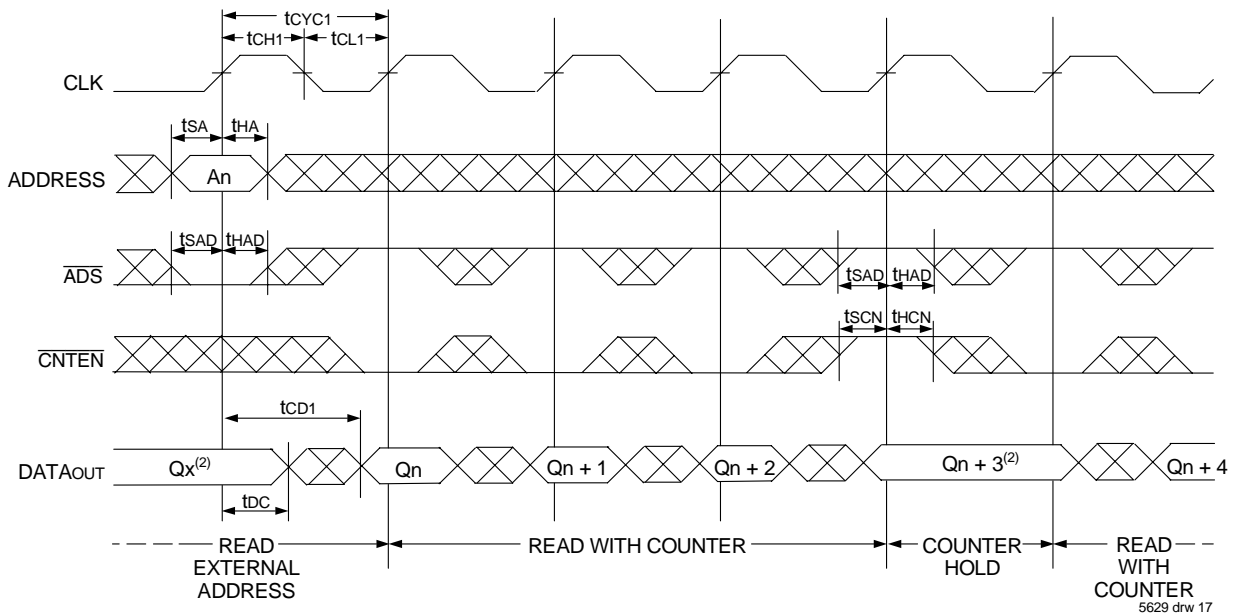 tCYC1
tCH1 tCL1
CLK
tSA tHA
ADDRESS An
tSAD tHAD
ADS
tSAD tHAD
tSCN tHCN
CNTEN
tCD1
DATAOUT Qx(2) Qn Qn + 1 Qn + 2 Qn + 3(2) Qn + 4
tDC
READ
EXTERNAL
ADDRESS
READ WITH COUNTER
COUNTER
HOLD
READ
WITH
COUNTER
5629 drw 17